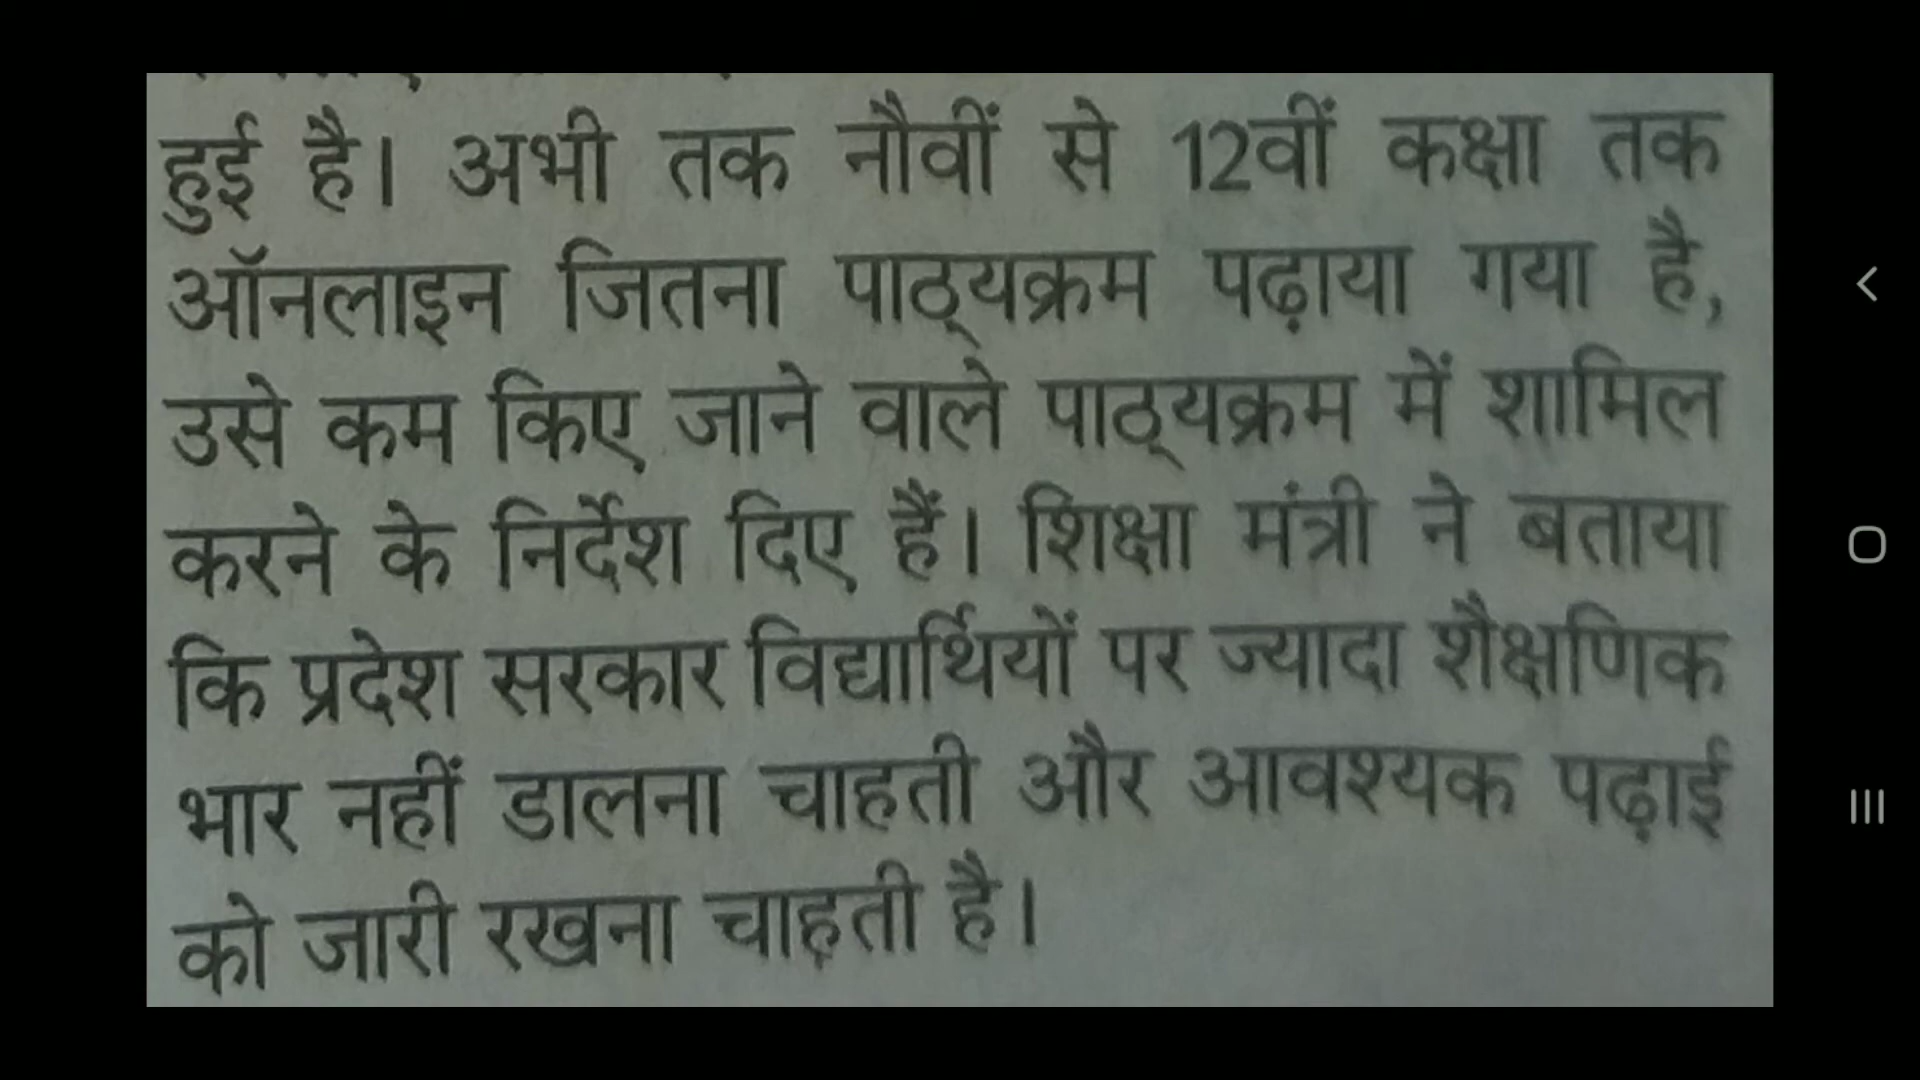 हुई है। अभी तक नौवीं से 12वीं कक्षा तक
ऑनलाइन जितना पाठ्यक्रम पढ़ाया गया है,
उसे कम किए जाने वाले पाठ्यक्रम में शामिल
करने के निर्देश दिए हैं। शिक्षा मंत्री ने बताया
कि प्रदेश सरकार विद्यार्थियों पर ज्यादा शैक्षणिक
भार नहीं डालना चाहती और आवश्यक पढ़ाई
को जारी रखना चाहती है।